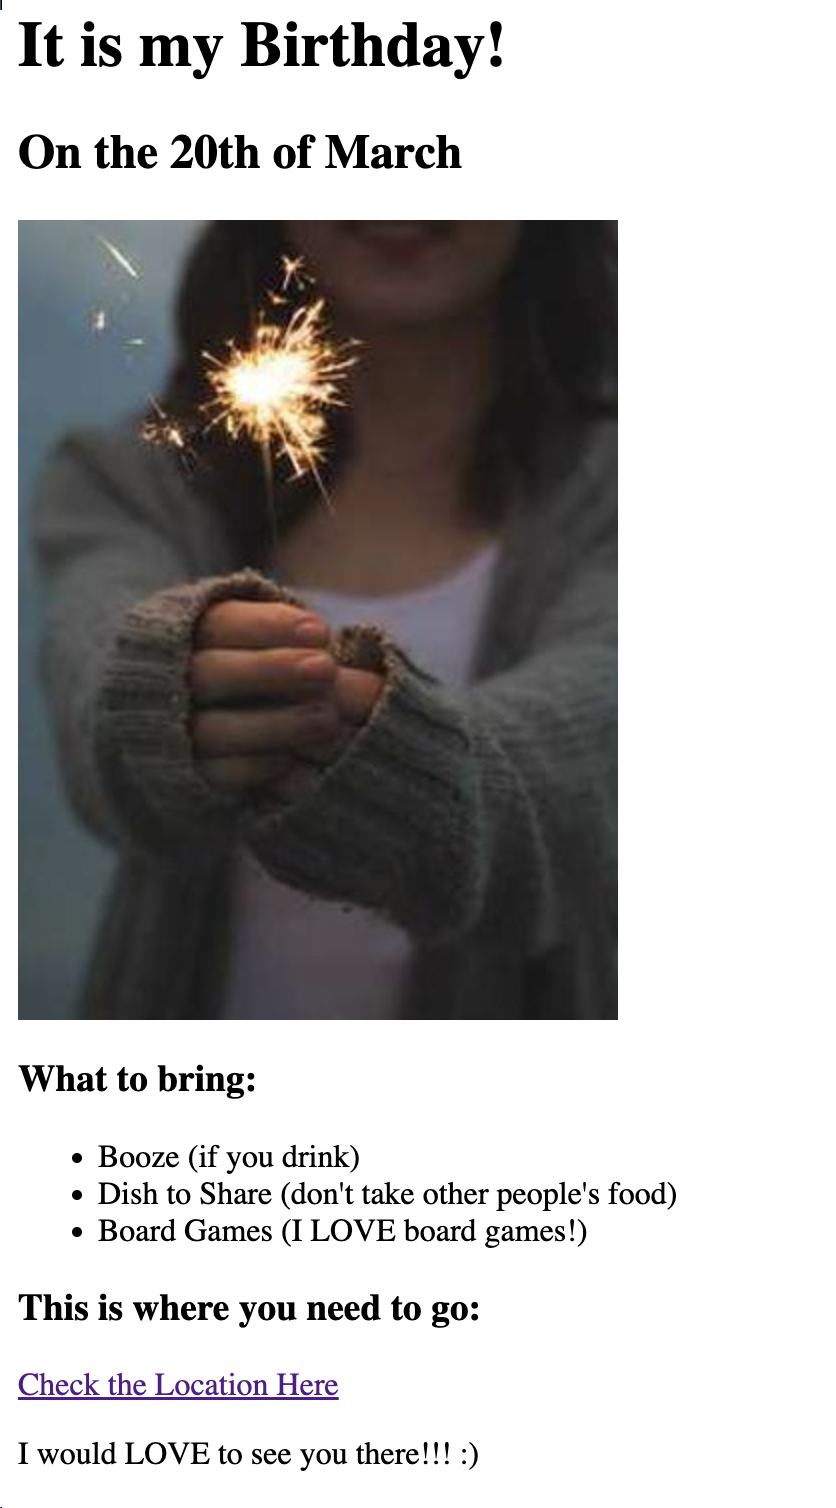 It is my Birthday!
On the 20th of March
What to bring:
Booze (if you drink)
Dish to Share (don't take other people's food)
Board Games (I LOVE board games!)
This is where you need to go:
Check the Location Here
I would LOVE to see you there!!! :)